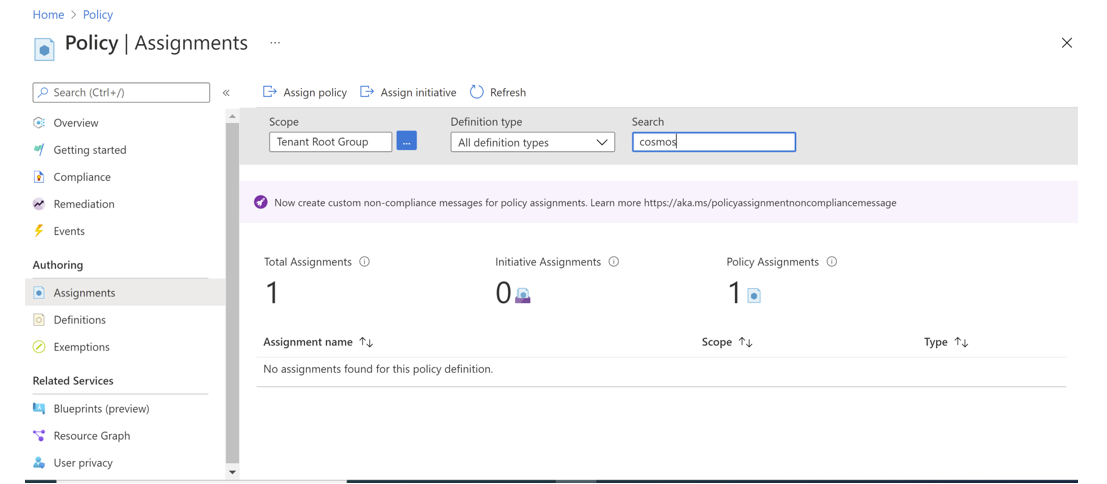 Home > Policy
Policy | Assignments ...
Search (Ctrl+/)
«
Overview
Getting started
Compliance
Remediation
Events
Authoring
Assignments
Definitions
Exemptions
Related Services
Blueprints (preview)
Resource Graph
User privacy
Assign policy Assign initiative Refresh
Scope Definition type Search
Tenant Root Group ... All definition types cosmos
Now create custom non-compliance messages for policy assignments. Learn more https://aka.ms/policyassignmentnoncompliancemessage
Total Assignments Initiative Assignments Policy Assignments
1 0 1
Assignment name ↑↓ Scope ↑↓ Type ↑↓
No assignments found for this policy definition.